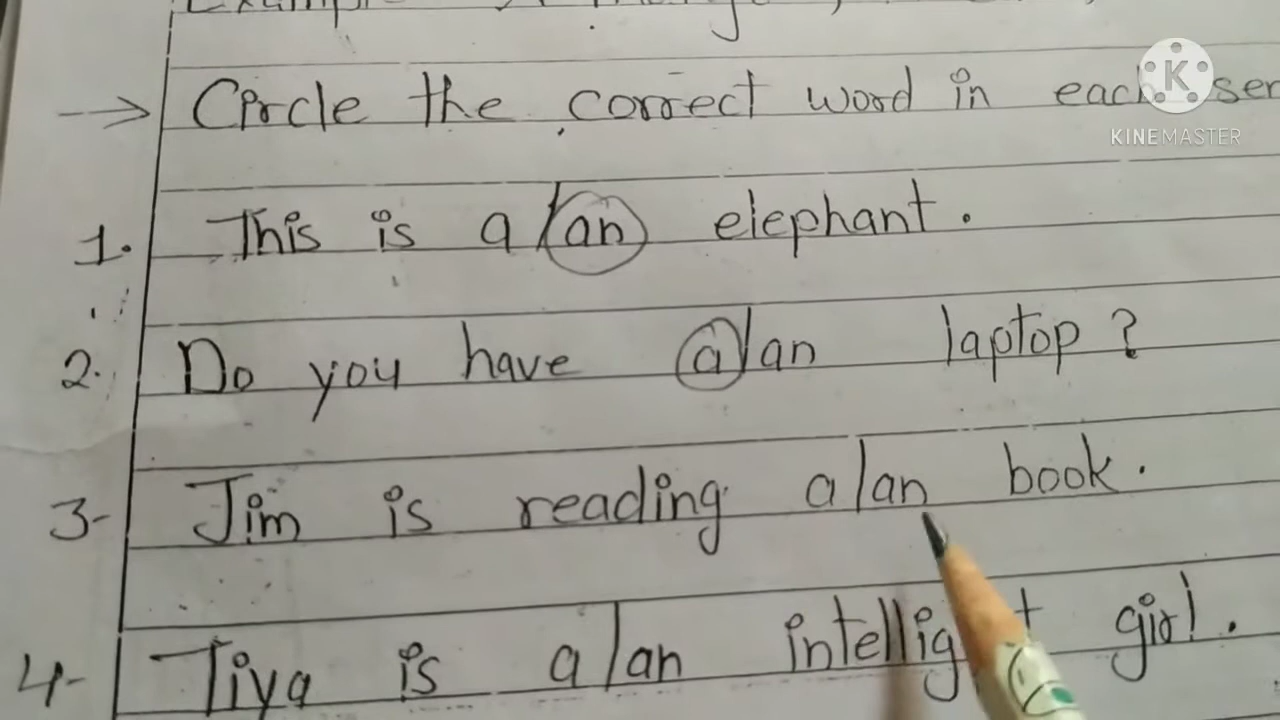 Circle the correct word in each
KINEMASTER
1. This is a/an elephant.
2. Do you have a/an laptop?
3- Jim is reading a/an book.
4- Tiya is a/an girl.